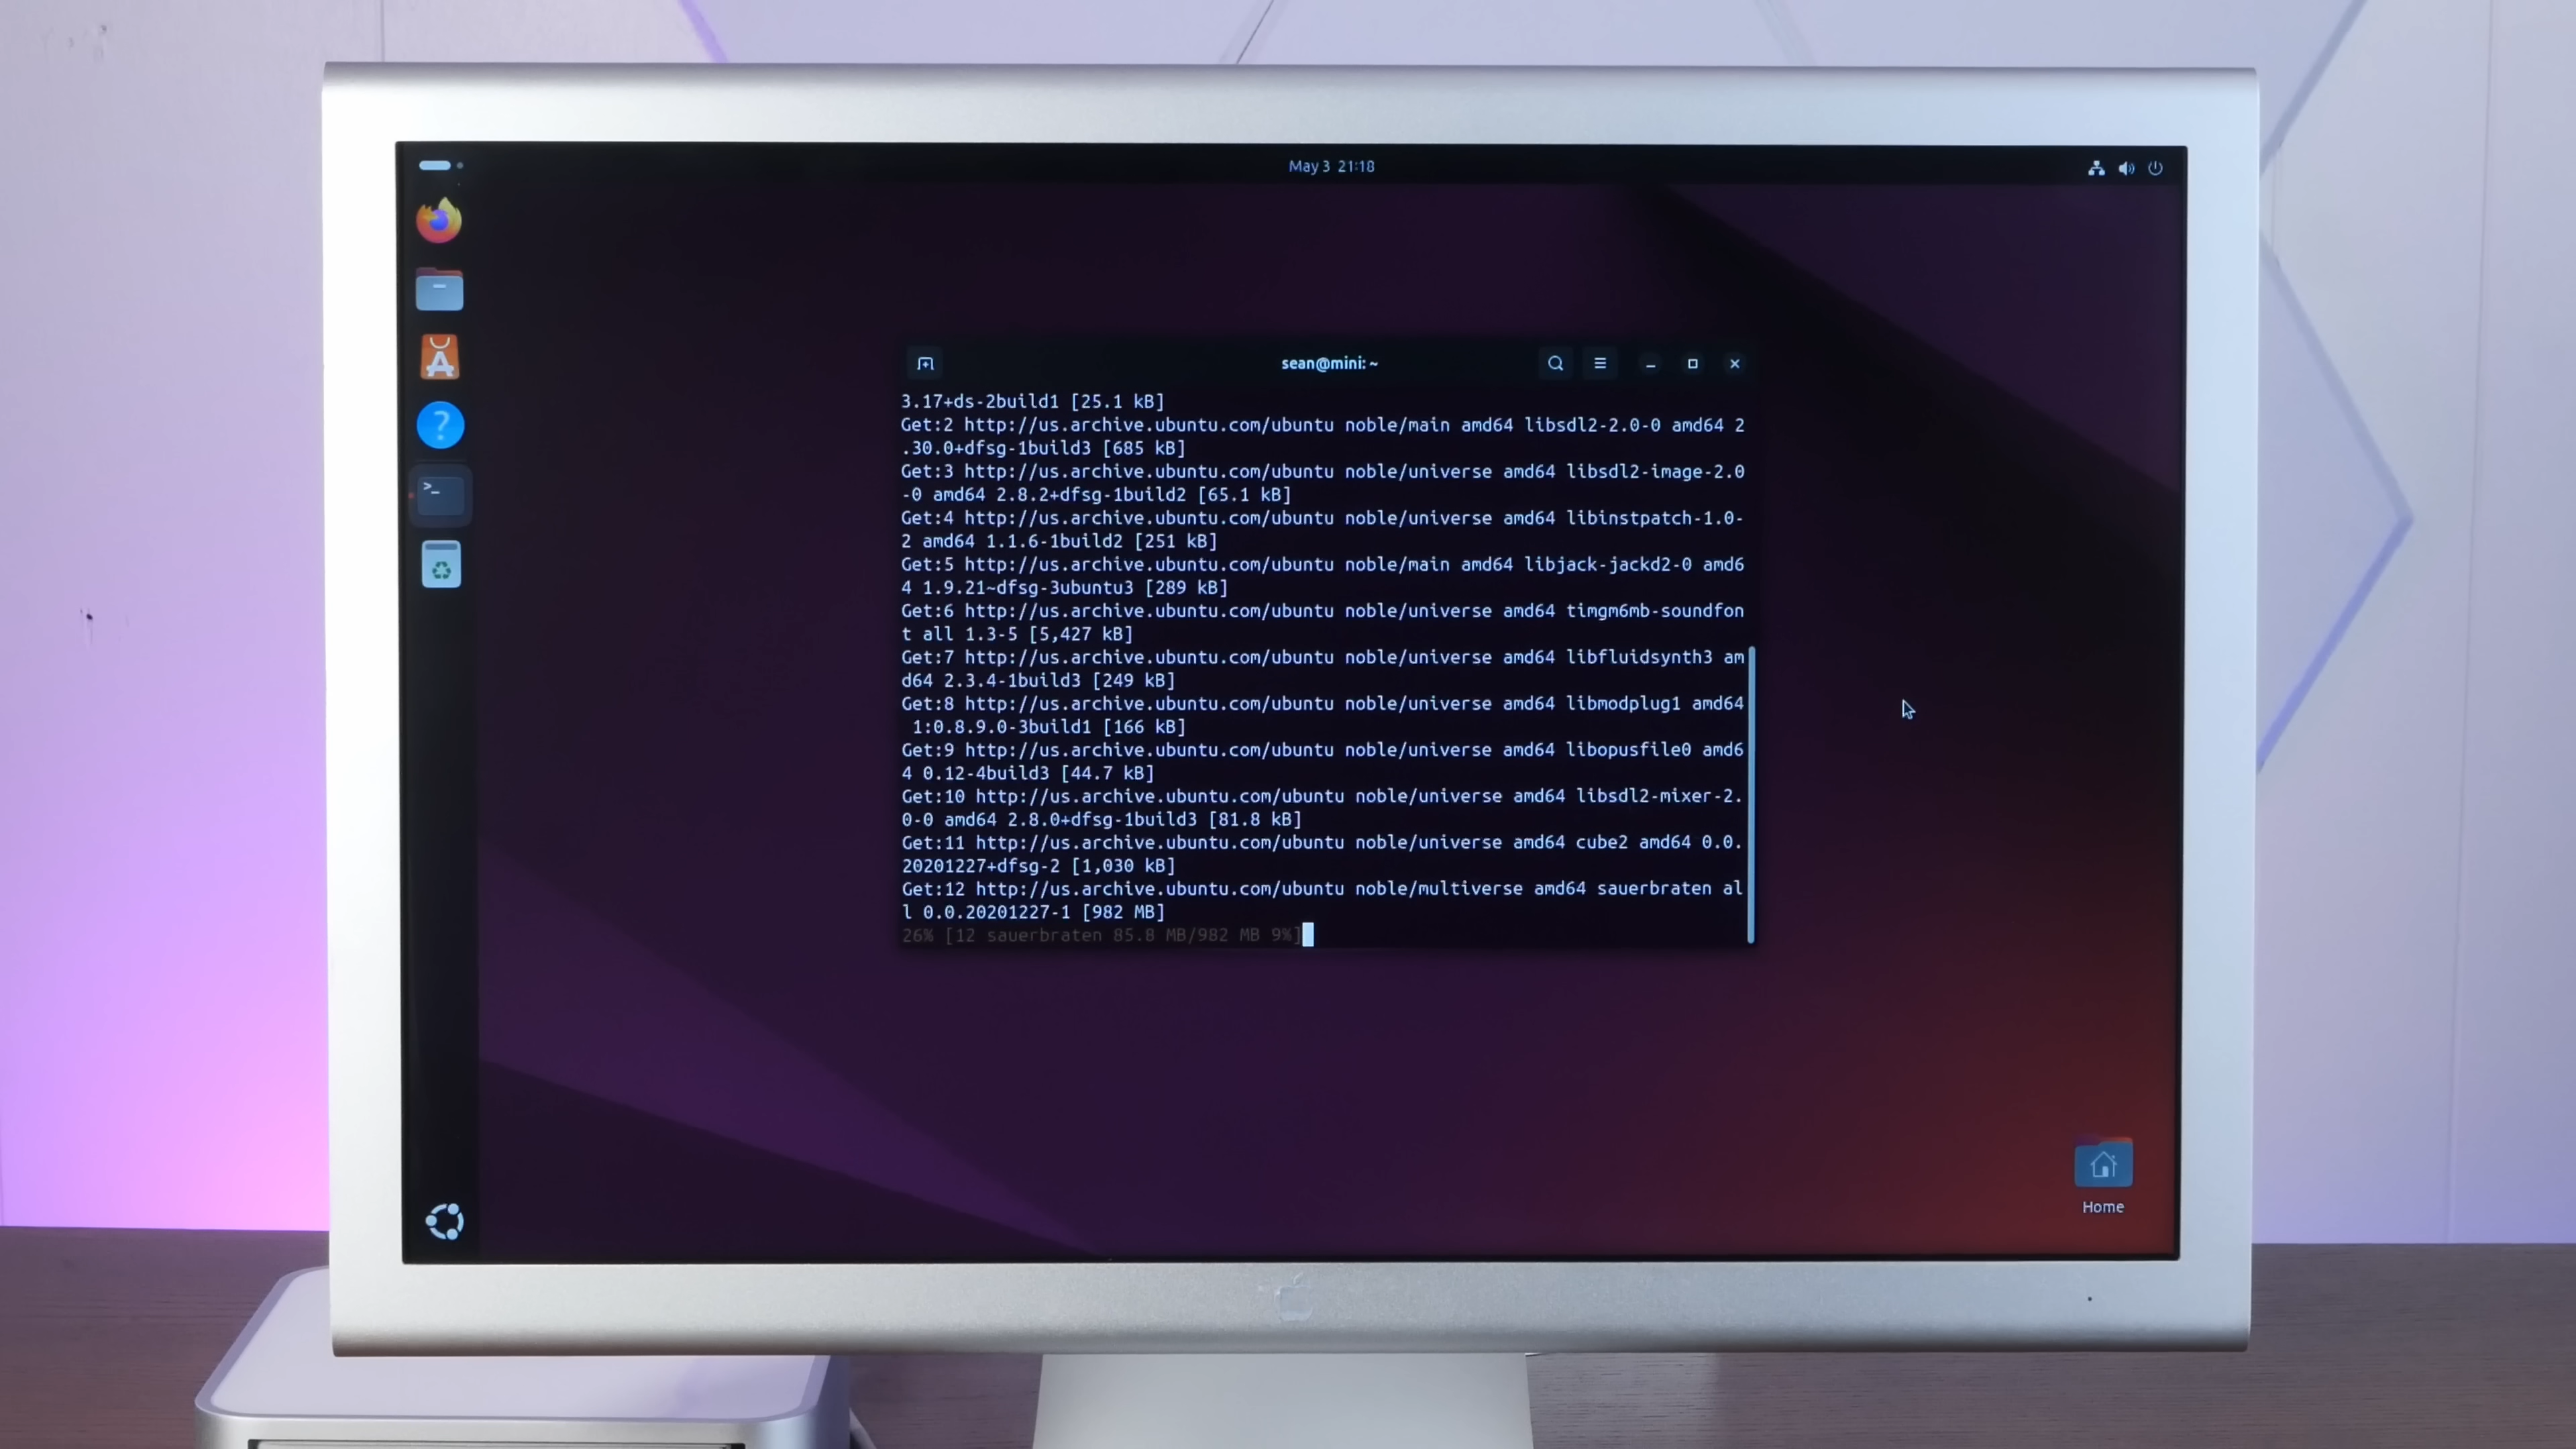 May 3 21:18
sean@mini: ~
3.17+ds-2build1 [25.1 kB]
Get:2 http://us.archive.ubuntu.com/ubuntu noble/main amd64 libsdl2-2.0-0 amd64 2
.30.0+dfsg-1build3 [685 kB]
Get:3 http://us.archive.ubuntu.com/ubuntu noble/universe amd64 libsdl2-image-2.0
-0 amd64 2.8.2+dfsg-1build2 [65.1 kB]
Get:4 http://us.archive.ubuntu.com/ubuntu noble/universe amd64 libinstpatch-1.0-
2 amd64 1.1.6-1build2 [251 kB]
Get:5 http://us.archive.ubuntu.com/ubuntu noble/main amd64 libjack-jackd2-0 amd6
4 1.9.21~dfsg-3ubuntu3 [289 kB]
Get:6 http://us.archive.ubuntu.com/ubuntu noble/universe amd64 timgm6mb-soundfon
t all 1.3-5 [5,427 kB]
Get:7 http://us.archive.ubuntu.com/ubuntu noble/universe amd64 libfluidsynth3 am
d64 2.3.4-1build3 [249 kB]
Get:8 http://us.archive.ubuntu.com/ubuntu noble/universe amd64 libmodplug1 amd64
 1:0.8.9.0-3build1 [166 kB]
Get:9 http://us.archive.ubuntu.com/ubuntu noble/universe amd64 libopusfile0 amd6
4 0.12-4build3 [44.7 kB]
Get:10 http://us.archive.ubuntu.com/ubuntu noble/universe amd64 libsdl2-mixer-2.
0-0 amd64 2.8.0+dfsg-1build3 [81.8 kB]
Get:11 http://us.archive.ubuntu.com/ubuntu noble/universe amd64 cube2 amd64 0.0.
20201227+dfsg-2 [1,030 kB]
Get:12 http://us.archive.ubuntu.com/ubuntu noble/multiverse amd64 sauerbraten al
l 0.0.20201227-1 [982 MB]
26% [12 sauerbraten 85.8 MB/982 MB 9%]
Home